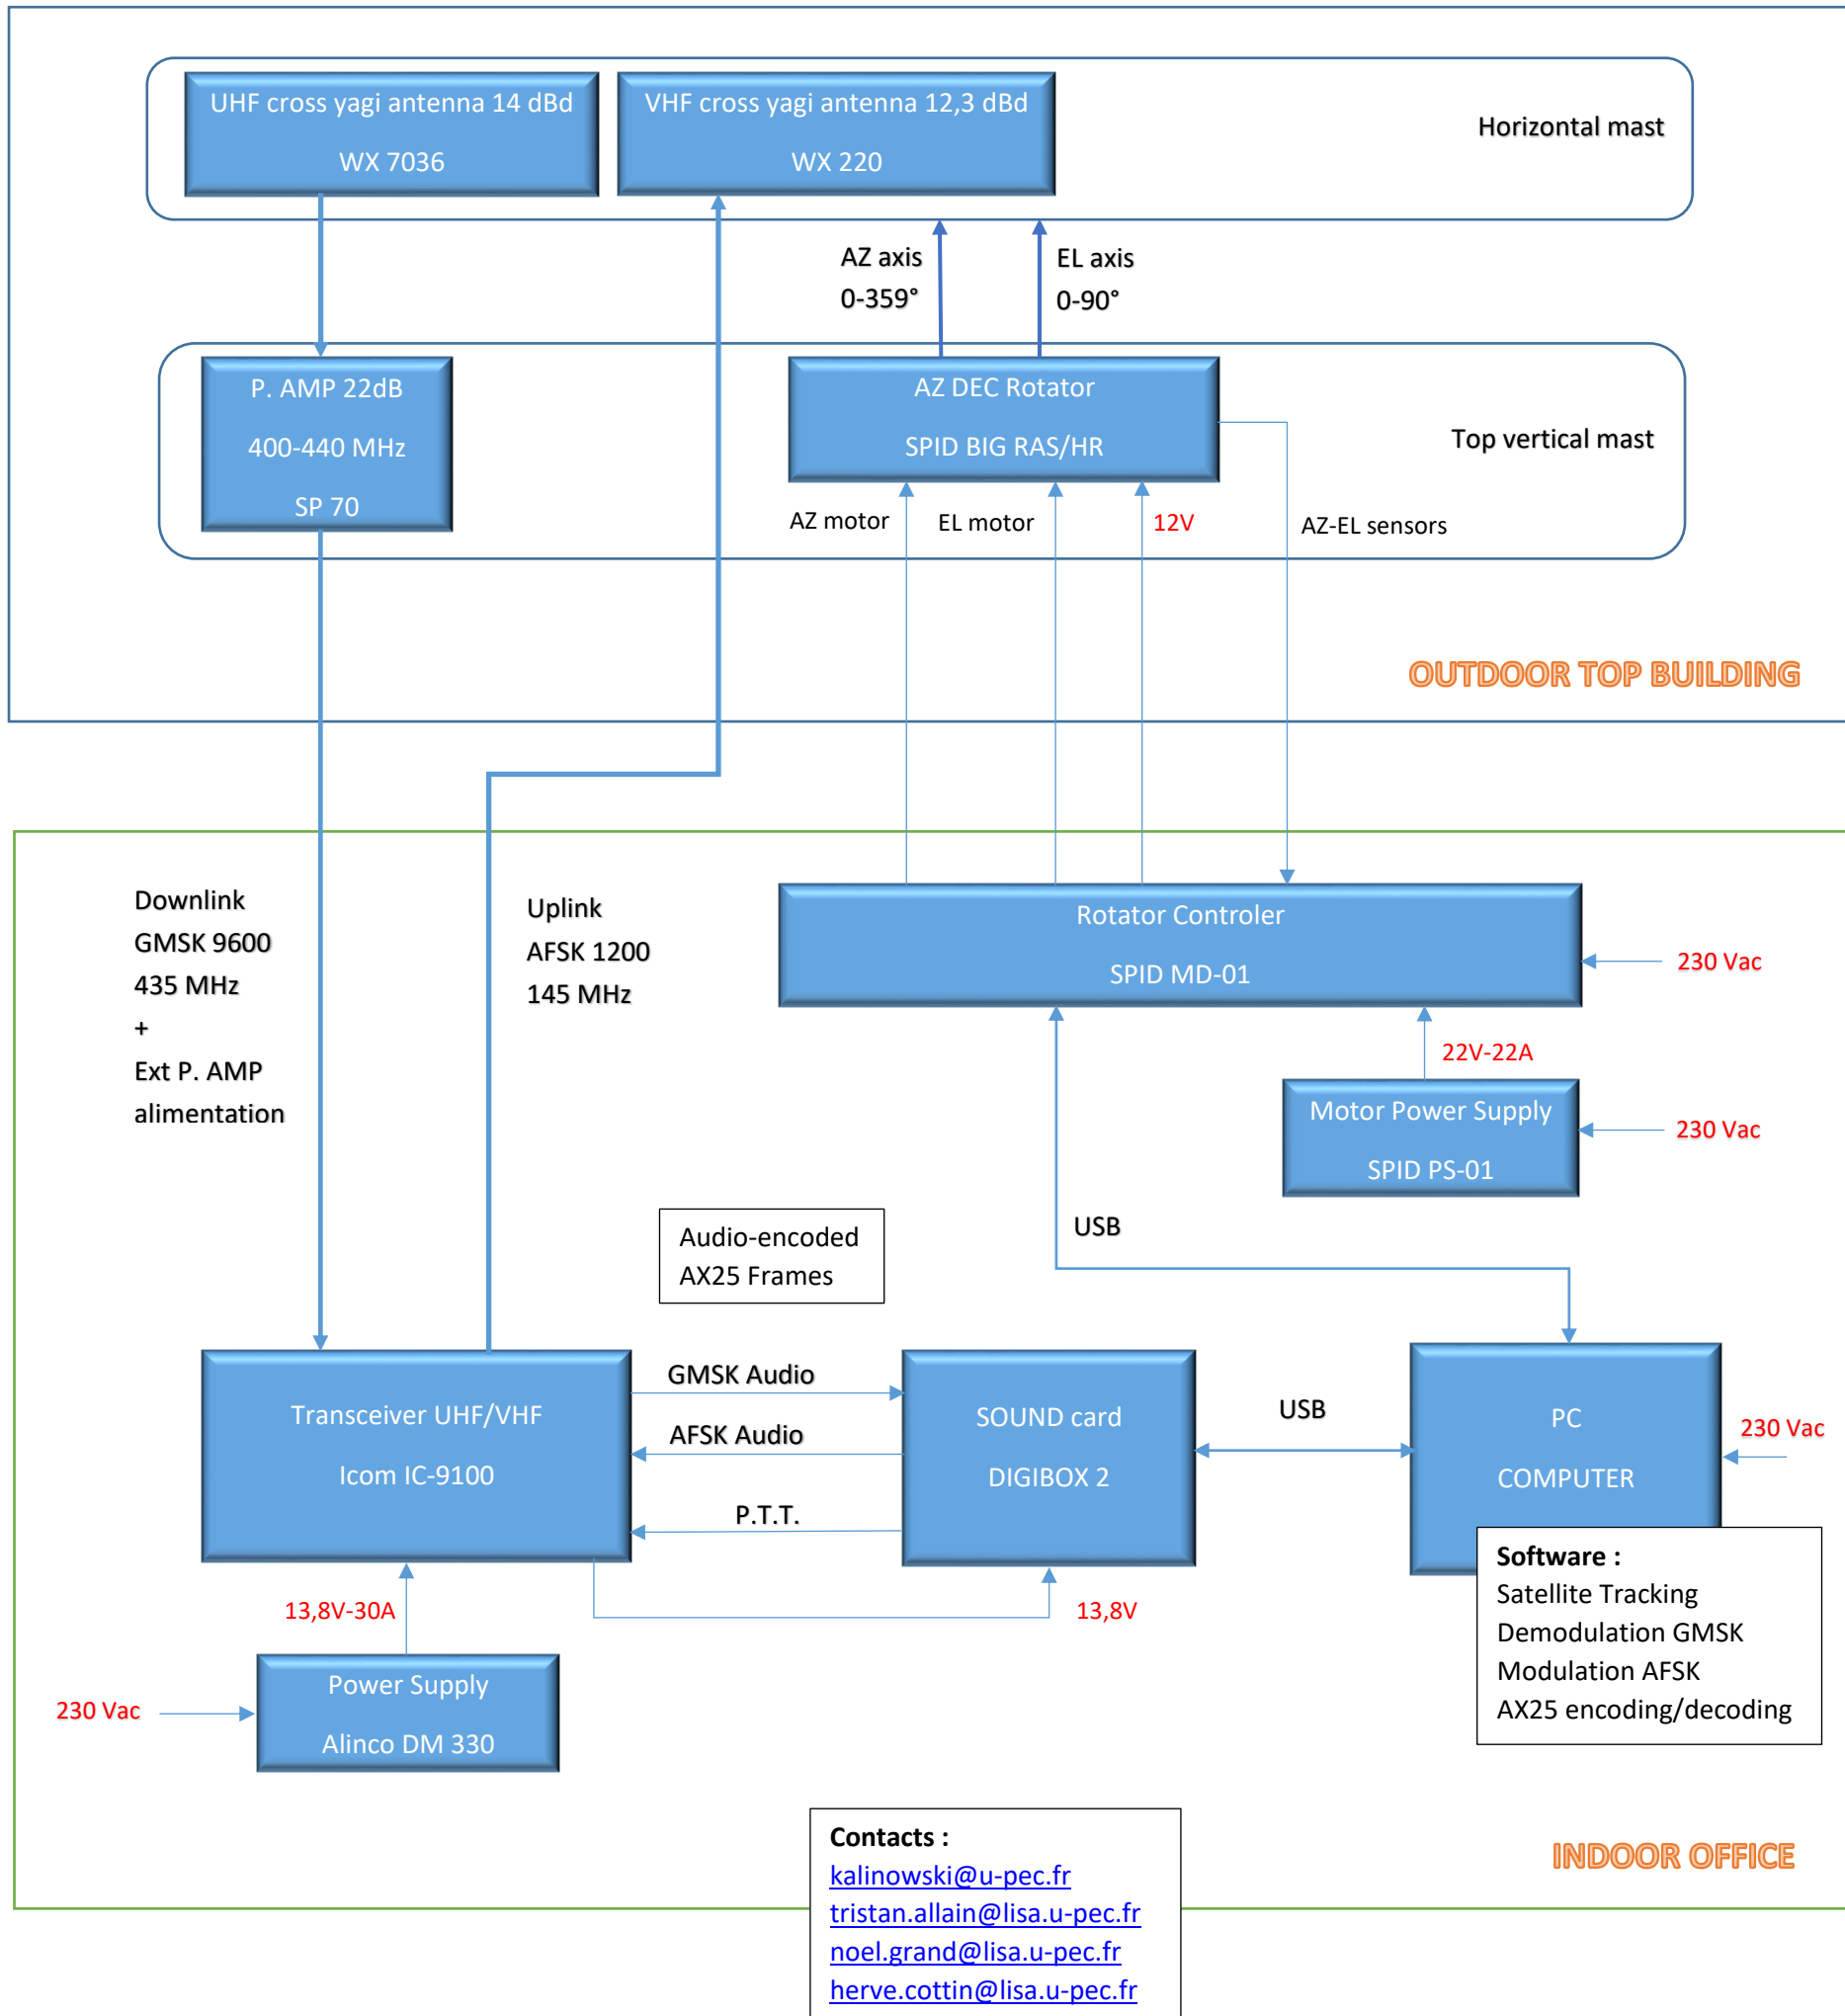 UHF cross yagi antenna 14 dBd
WX 7036
VHF cross yagi antenna 12,3 dBd
WX 220
Horizontal mast
AZ axis
0-359°
EL axis
0-90°
P. AMP 22dB
400-440 MHz
SP 70
AZ DEC Rotator
SPID BIG RAS/HR
Top vertical mast
AZ motor
EL motor
12V
AZ-EL sensors
OUTDOOR TOP BUILDING
Downlink
GMSK 9600
435 MHz
+
Ext P. AMP
alimentation
Uplink
AFSK 1200
145 MHz
Rotator Controler
SPID MD-01
230 Vac
22V-22A
Motor Power Supply
SPID PS-01
230 Vac
USB
Audio-encoded
AX25 Frames
Transceiver UHF/VHF
Icom IC-9100
GMSK Audio
AFSK Audio
P.T.T.
SOUND card
DIGIBOX 2
USB
PC
COMPUTER
230 Vac
Software :
Satellite Tracking
Demodulation GMSK
Modulation AFSK
AX25 encoding/decoding
13,8V-30A
13,8V
230 Vac
Power Supply
Alinco DM 330
Contacts :
kalinowski@u-pec.fr
tristan.allain@lisa.u-pec.fr
noel.grand@lisa.u-pec.fr
herve.cottin@lisa.u-pec.fr
INDOOR OFFICE